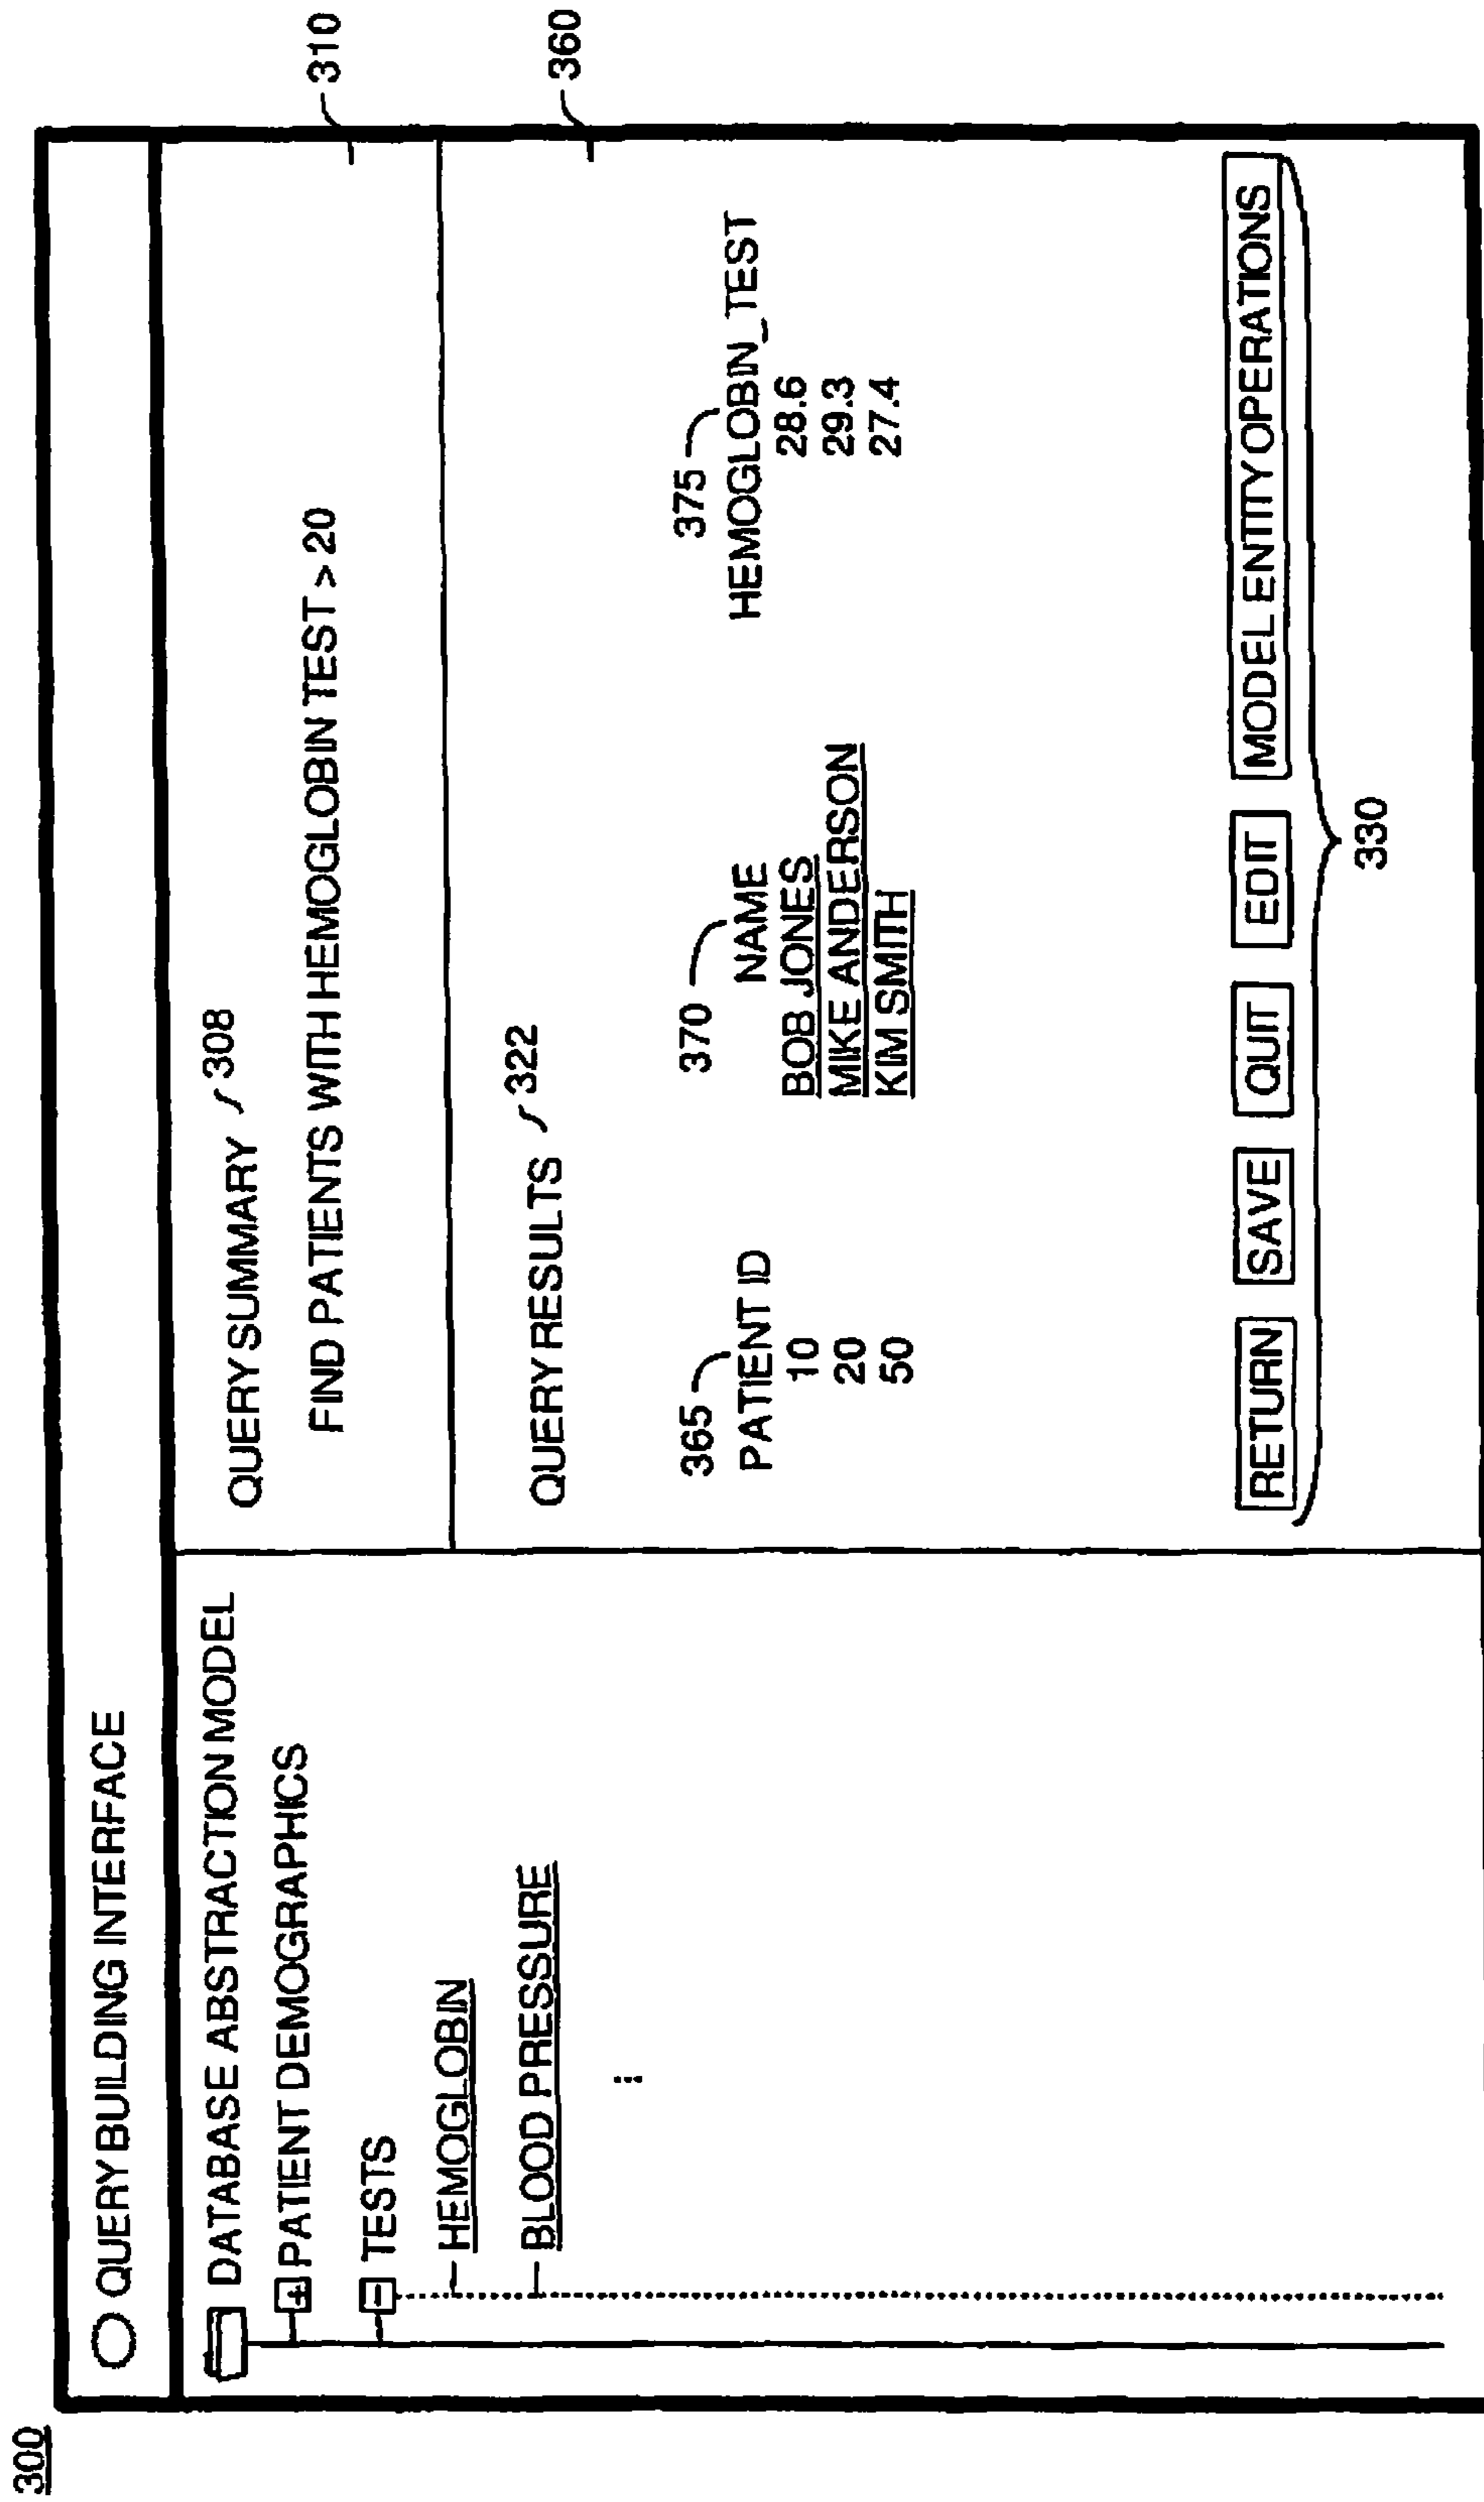 300
QUERY BUILDING INTERFACE
DATABASE ABSTRACTION MODEL
+ PATIENT DEMOGRAPHICS
- TESTS
HEMOGLOBIN
BLOOD PRESSURE
QUERY SUMMARY 308
FIND PATIENTS WITH HEMOGLOBIN TEST > 20
310
QUERY RESULTS 322
360
365 370 375
PATIENT ID NAME HEMOGLOBIN_TEST
10 BOB JONES 28.6
20 MIKE ANDERSON 29.3
50 KIM SMITH 27.4
RETURN SAVE QUIT EDIT MODEL ENTITY OPERATIONS
330